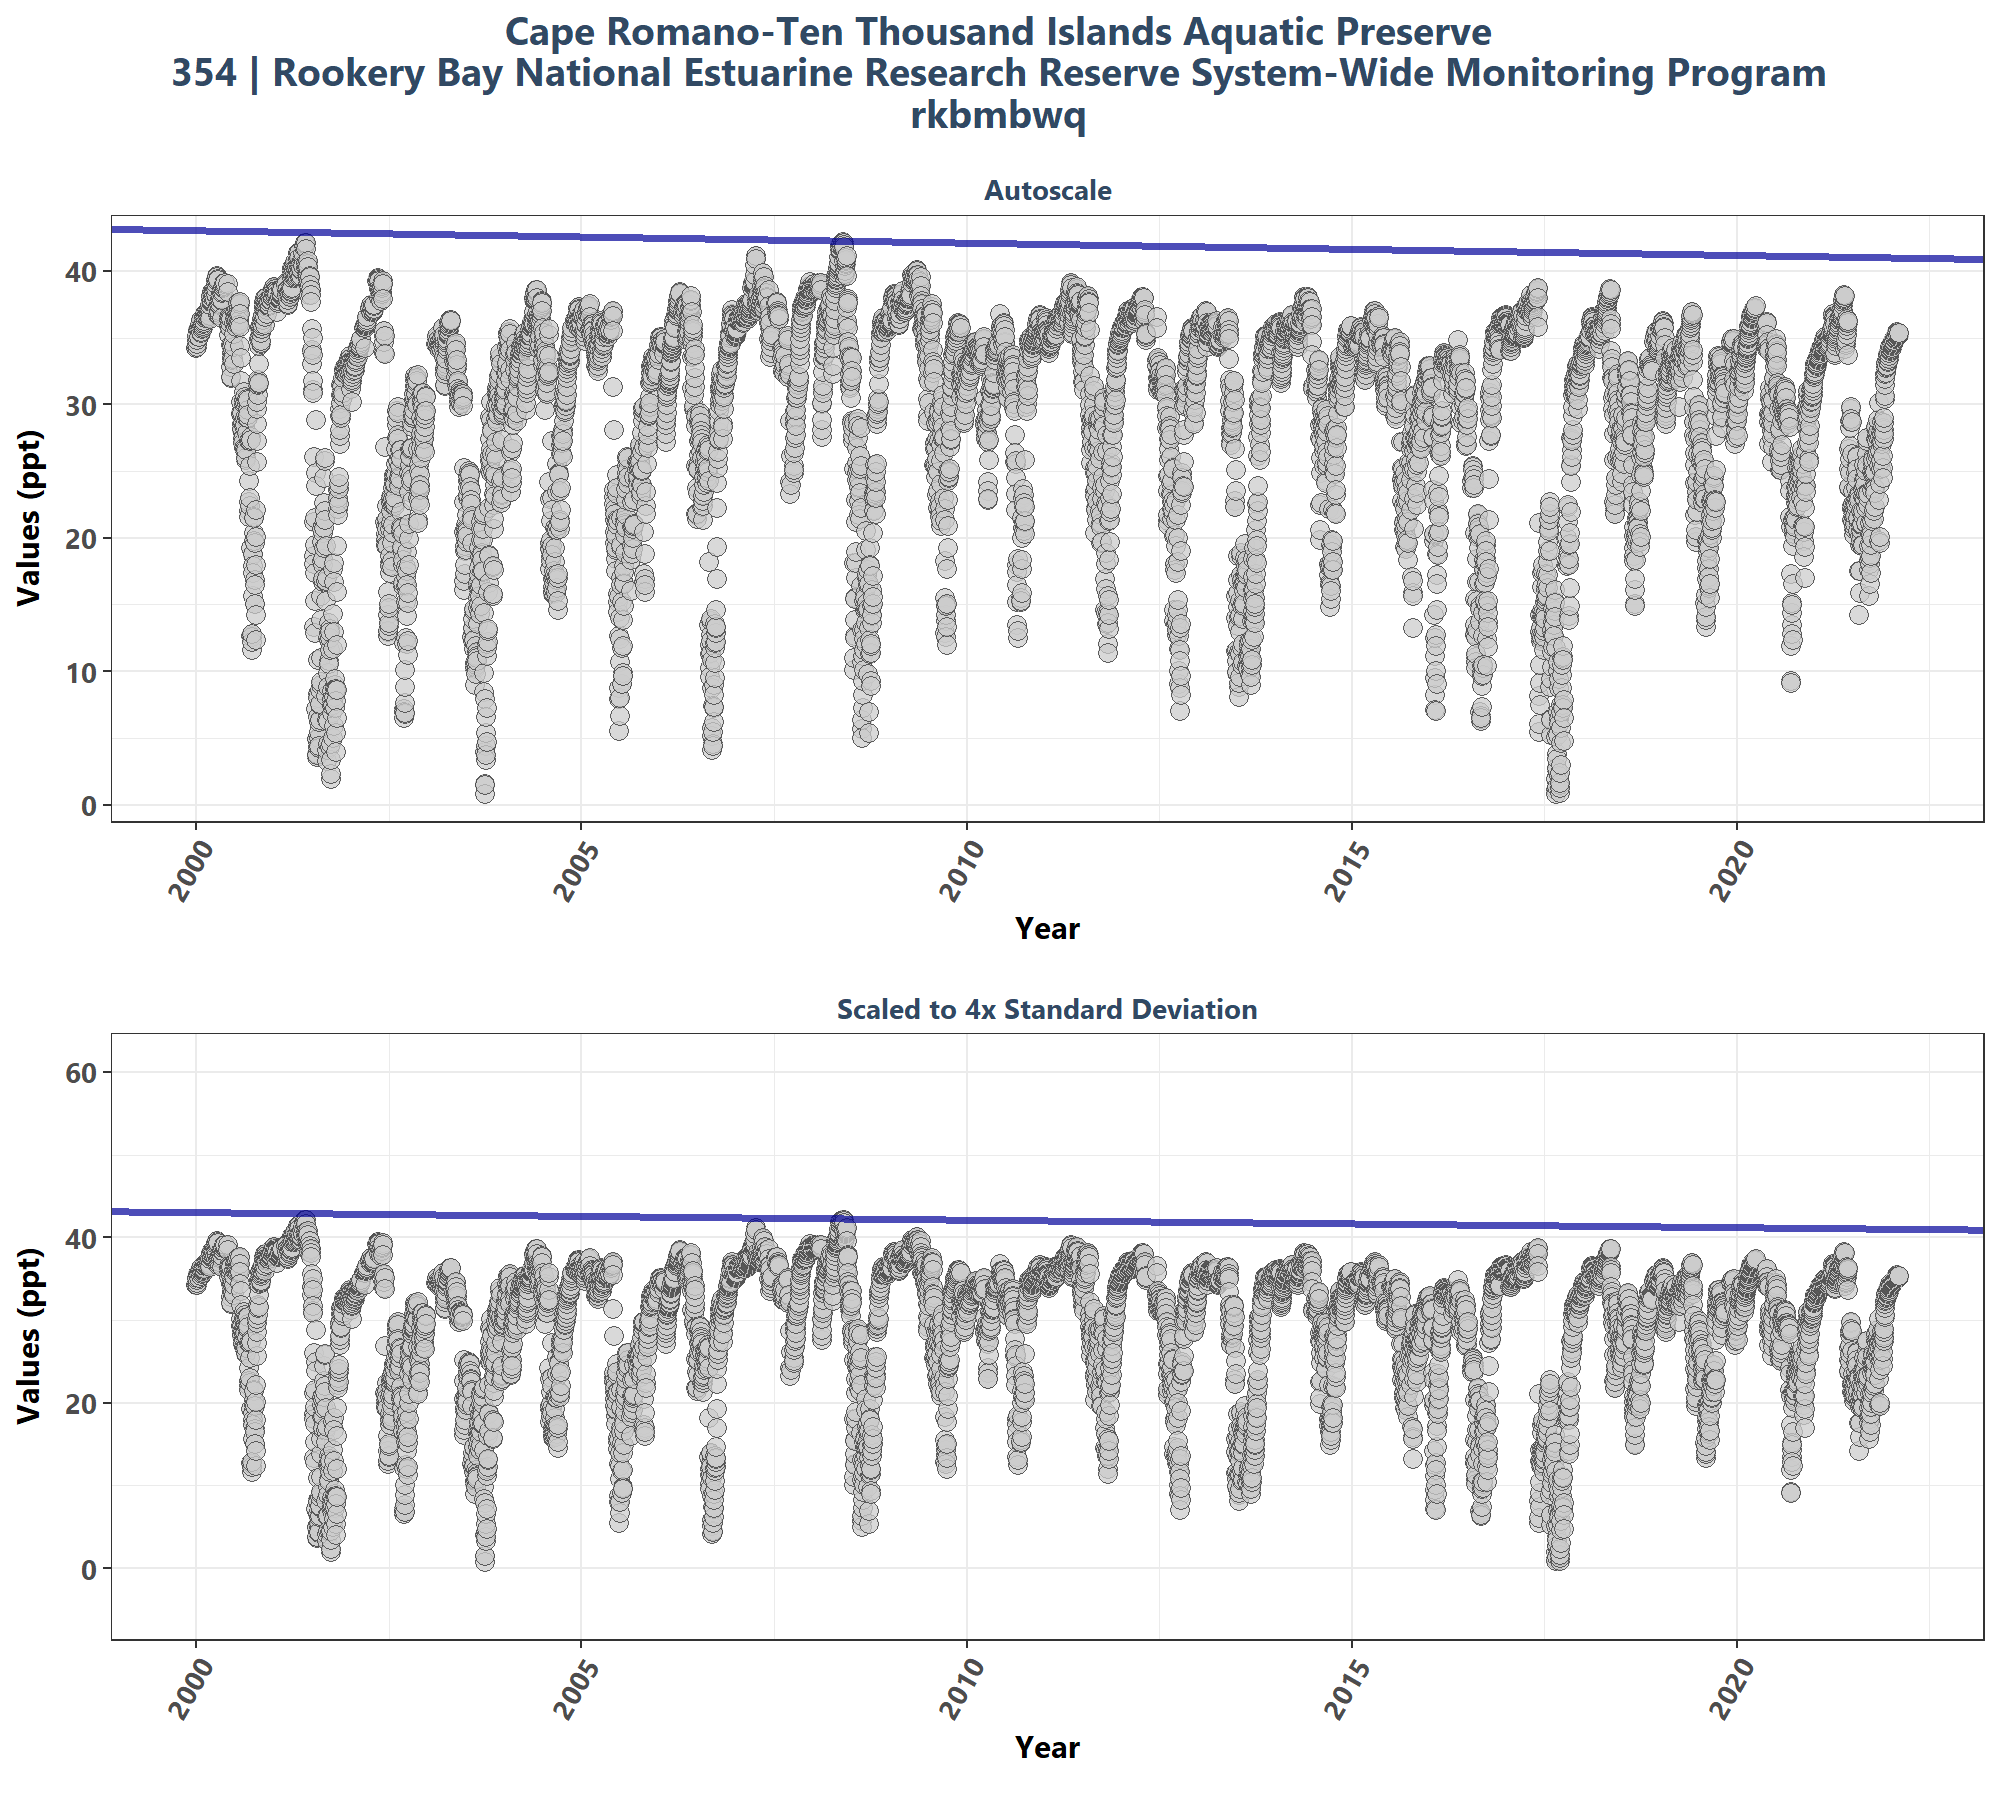 Cape Romano-Ten Thousand Islands Aquatic Preserve
354 | Rookery Bay National Estuarine Research Reserve System-Wide Monitoring Program
rkbmbwq
Autoscale
Values (ppt)
40
30
20
10
0
2000
2005
2010
2015
2020
Year
Scaled to 4x Standard Deviation
Values (ppt)
60
40
20
0
2000
2005
2010
2015
2020
Year